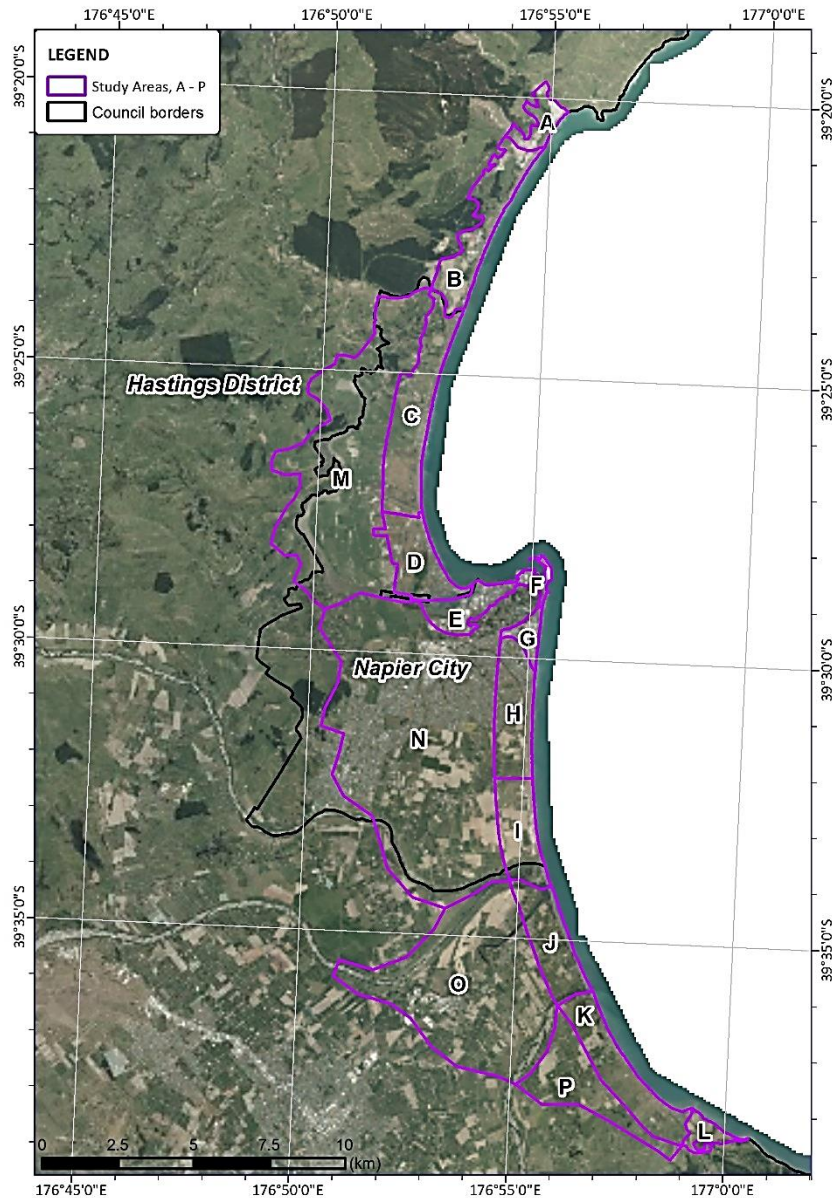 176°45'0"E 176°50'0"E 176°55'0"E 177°0'0"E
LEGEND
Study Areas, A - P
Council borders
39°20'0"S
39°20'0"S
A
B
39°25'0"S
39°25'0"S
Hastings District
C
M
D
F
E
G
39°30'0"S
39°30'0"S
Napier City
H
N
I
39°35'0"S
39°35'0"S
J
O
K
P
L
0 2.5 5 7.5 10
(km)
176°45'0"E 176°50'0"E 176°55'0"E 177°0'0"E